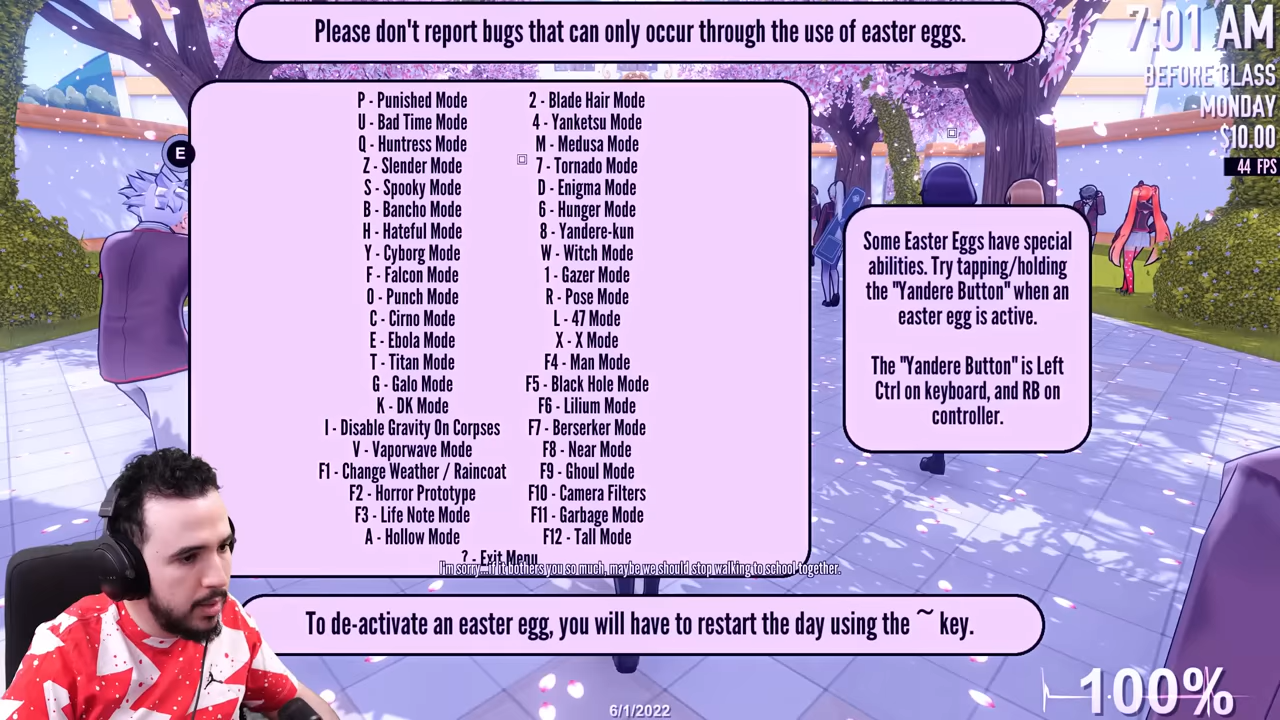 Please don't report bugs that can only occur through the use of easter eggs.
7:01 AM
BEFORE CLASS
MONDAY
$10.00
44 FPS
E
P - Punished Mode
U - Bad Time Mode
Q - Huntress Mode
Z - Slender Mode
S - Spooky Mode
B - Bancho Mode
H - Hateful Mode
Y - Cyborg Mode
F - Falcon Mode
O - Punch Mode
C - Cirno Mode
E - Ebola Mode
T - Titan Mode
G - Galo Mode
K - DK Mode
I - Disable Gravity On Corpses
V - Vaporwave Mode
F1 - Change Weather / Raincoat
F2 - Horror Prototype
F3 - Life Note Mode
A - Hollow Mode
2 - Blade Hair Mode
4 - Yanketsu Mode
M - Medusa Mode
7 - Tornado Mode
D - Enigma Mode
6 - Hunger Mode
8 - Yandere-kun
W - Witch Mode
1 - Gazer Mode
R - Pose Mode
L - 47 Mode
X - X Mode
F4 - Man Mode
F5 - Black Hole Mode
F6 - Lilium Mode
F7 - Berserker Mode
F8 - Near Mode
F9 - Ghoul Mode
F10 - Camera Filters
F11 - Garbage Mode
F12 - Tall Mode
? - Exit Menu
I'm sorry...if it bothers you so much, maybe we should stop walking to school together.
Some Easter Eggs have special
abilities. Try tapping/holding
the "Yandere Button" when an
easter egg is active.
The "Yandere Button" is Left
Ctrl on keyboard, and RB on
controller.
To de-activate an easter egg, you will have to restart the day using the ~ key.
100%
6/1/2022